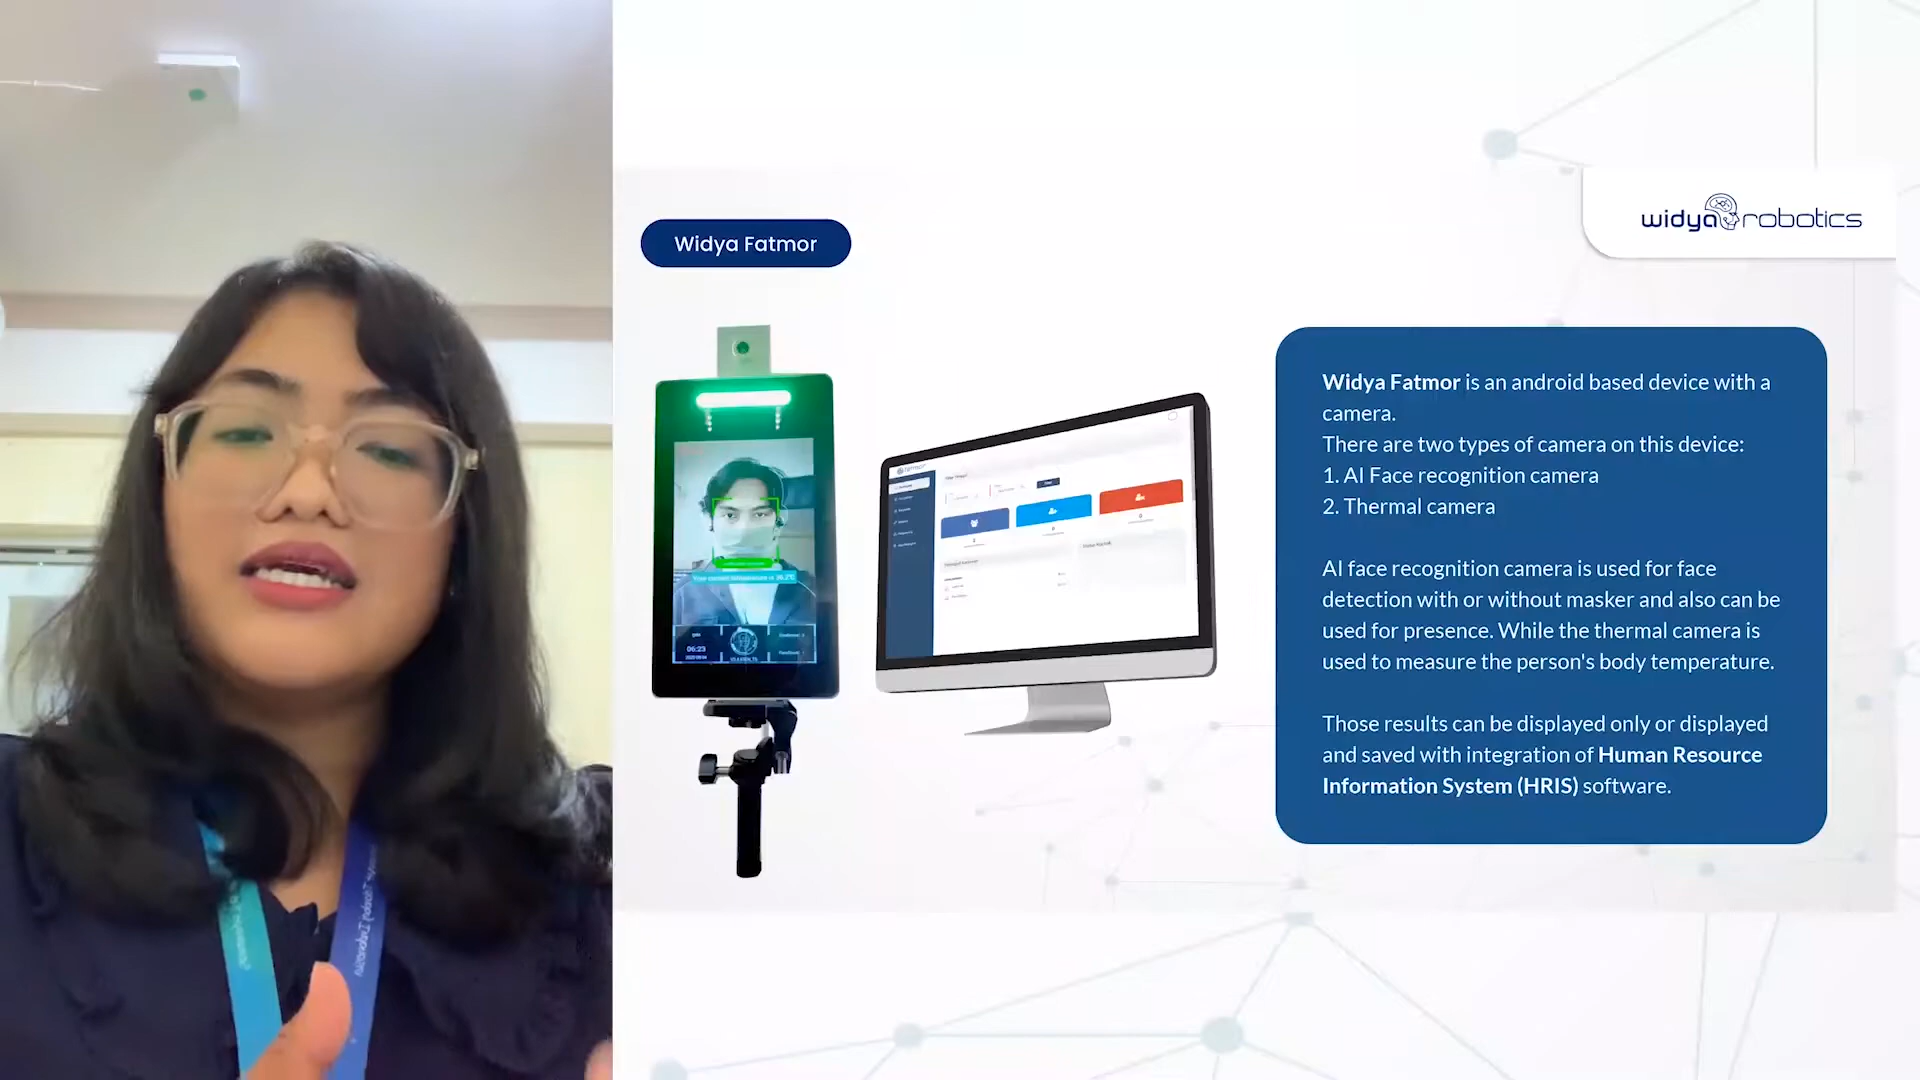 Widya Fatmor
widya robotics
Widya Fatmor is an android based device with a
camera.
There are two types of camera on this device:
1. AI Face recognition camera
2. Thermal camera
AI face recognition camera is used for face
detection with or without masker and also can be
used for presence. While the thermal camera is
used to measure the person's body temperature.
Those results can be displayed only or displayed
and saved with integration of Human Resource
Information System (HRIS) software.
06:23